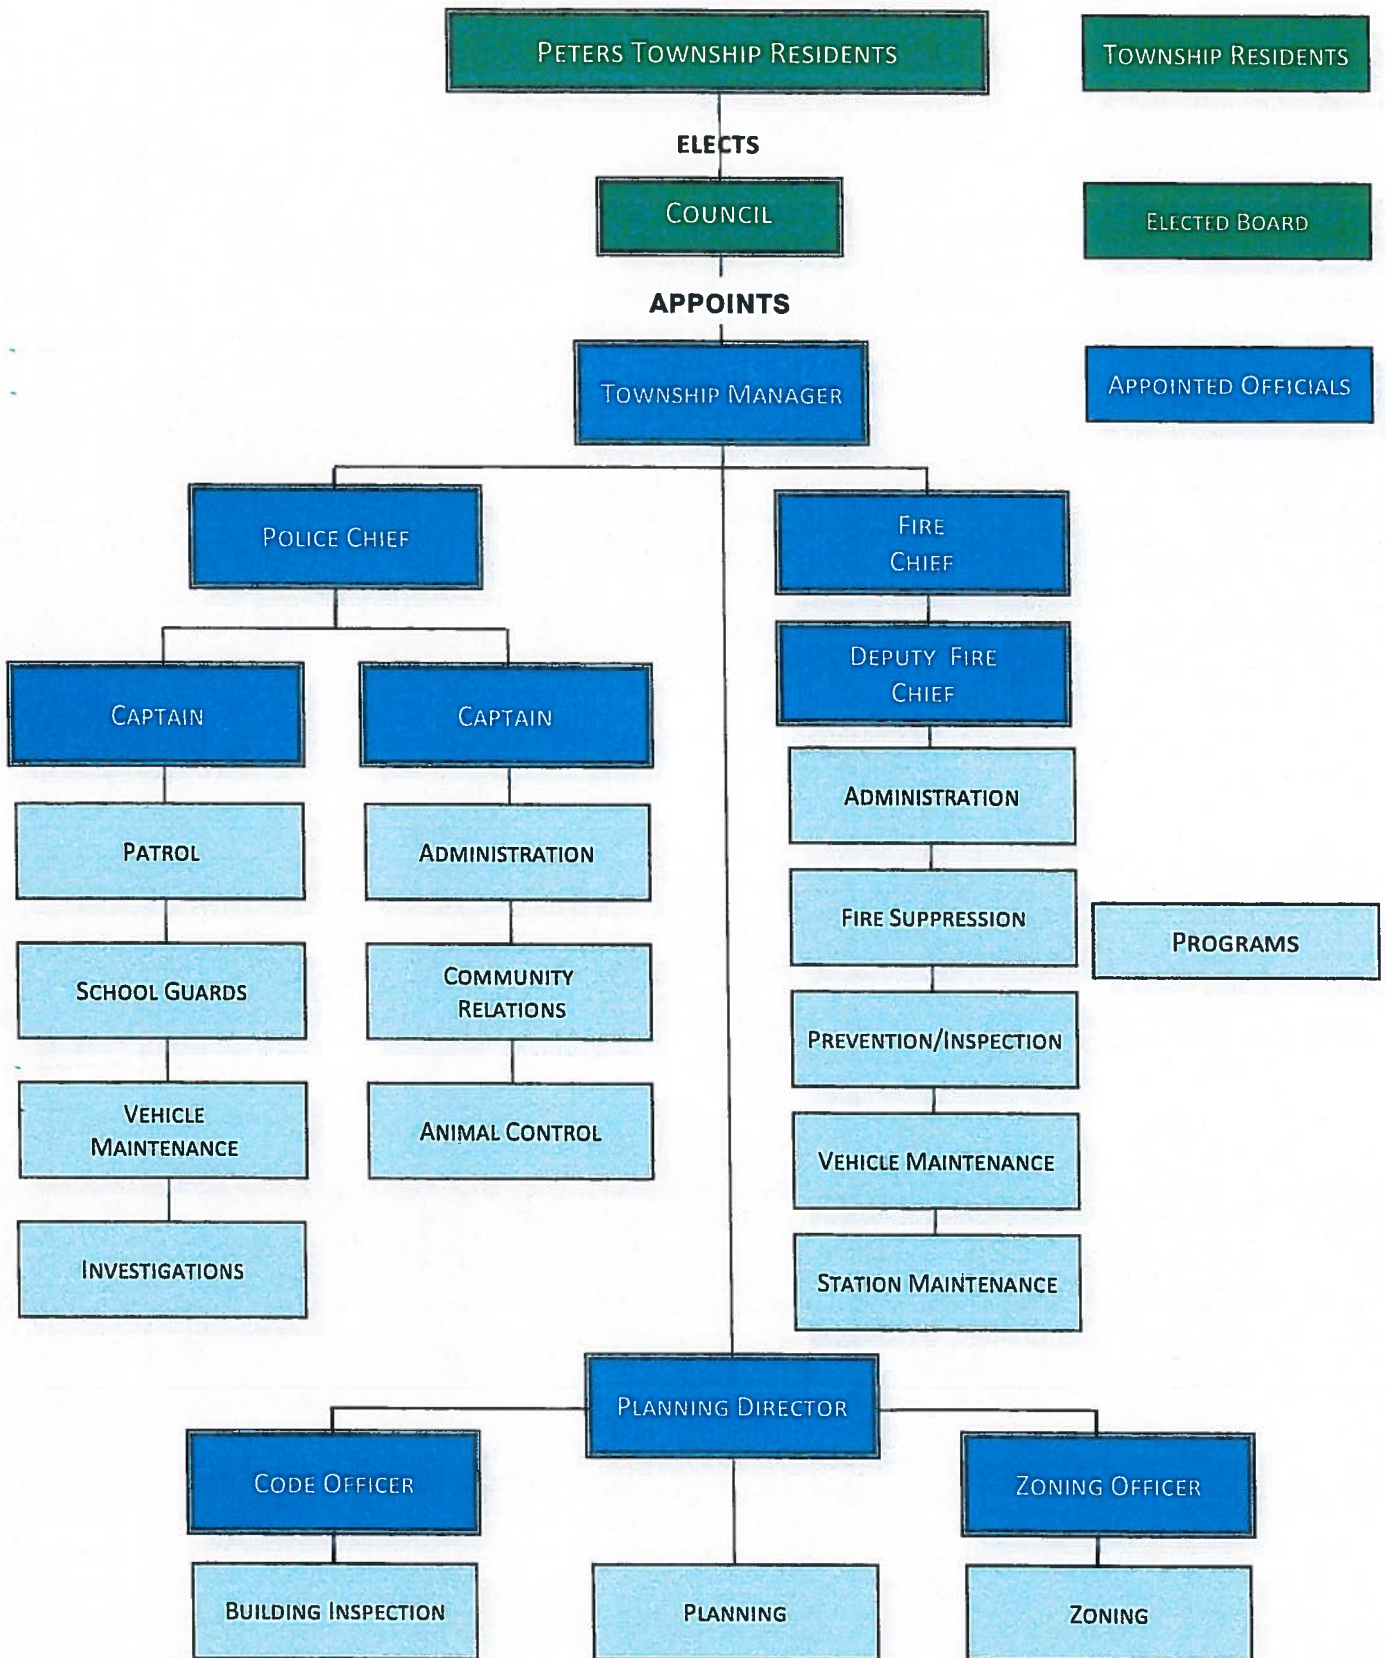 PETERS TOWNSHIP RESIDENTS
TOWNSHIP RESIDENTS
ELECTS
COUNCIL
ELECTED BOARD
APPOINTS
TOWNSHIP MANAGER
APPOINTED OFFICIALS
POLICE CHIEF
FIRE
CHIEF
CAPTAIN
CAPTAIN
DEPUTY FIRE
CHIEF
PATROL
ADMINISTRATION
ADMINISTRATION
SCHOOL GUARDS
COMMUNITY
RELATIONS
FIRE SUPPRESSION
PROGRAMS
VEHICLE
MAINTENANCE
ANIMAL CONTROL
PREVENTION/INSPECTION
INVESTIGATIONS
VEHICLE MAINTENANCE
STATION MAINTENANCE
PLANNING DIRECTOR
CODE OFFICER
ZONING OFFICER
BUILDING INSPECTION
PLANNING
ZONING